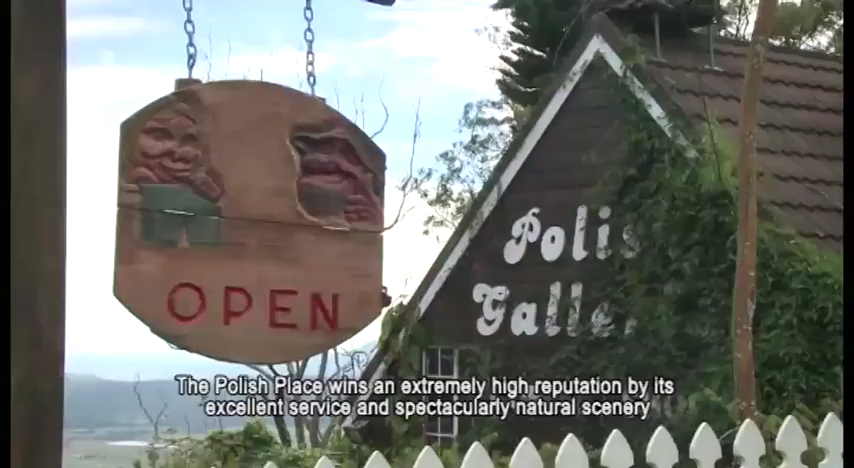 OPEN
Polis
Galle
The Polish Place wins an extremely high reputation by its
excellent service and spectacularly natural scenery